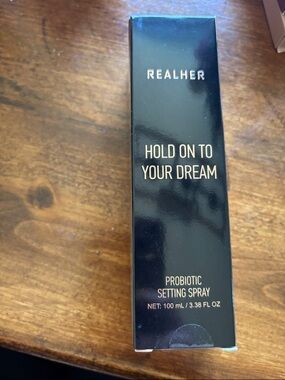 REALHER
HOLD ON TO
YOUR DREAM
PROBIOTIC
SETTING SPRAY
NET: 100 mL / 3.38 FL OZ